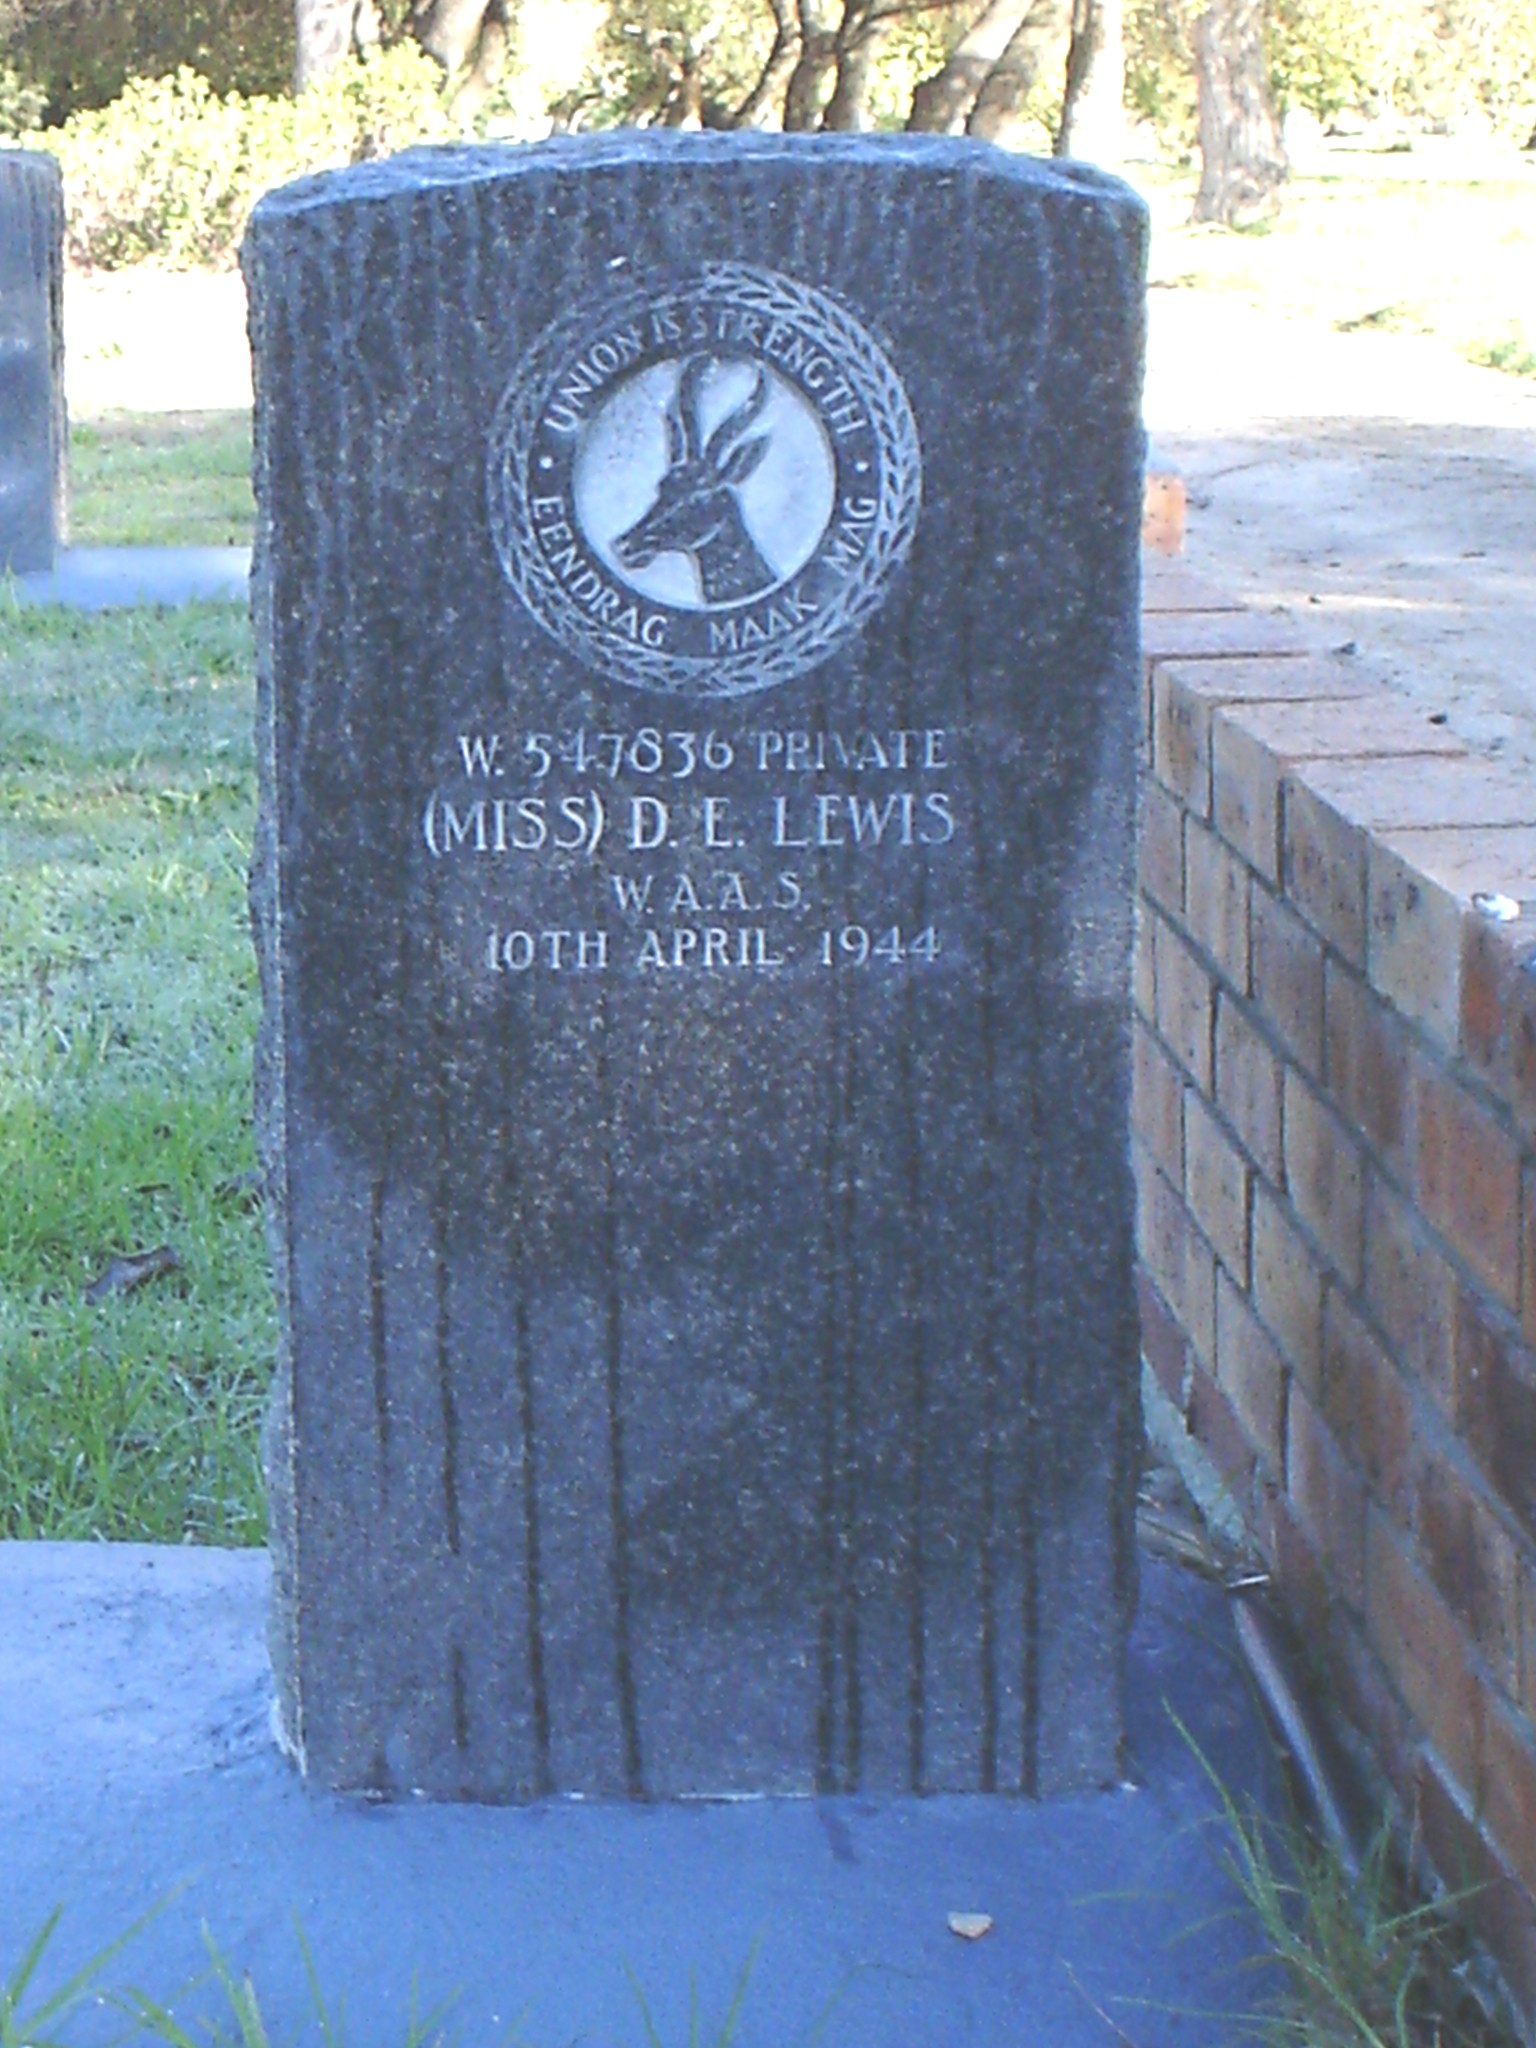 UNION IS STRENGTH
EENDRAG MAAK MAG
W. 547836 PRIVATE
(MISS) D. E. LEWIS
W. A. A. S.
10TH APRIL 1944